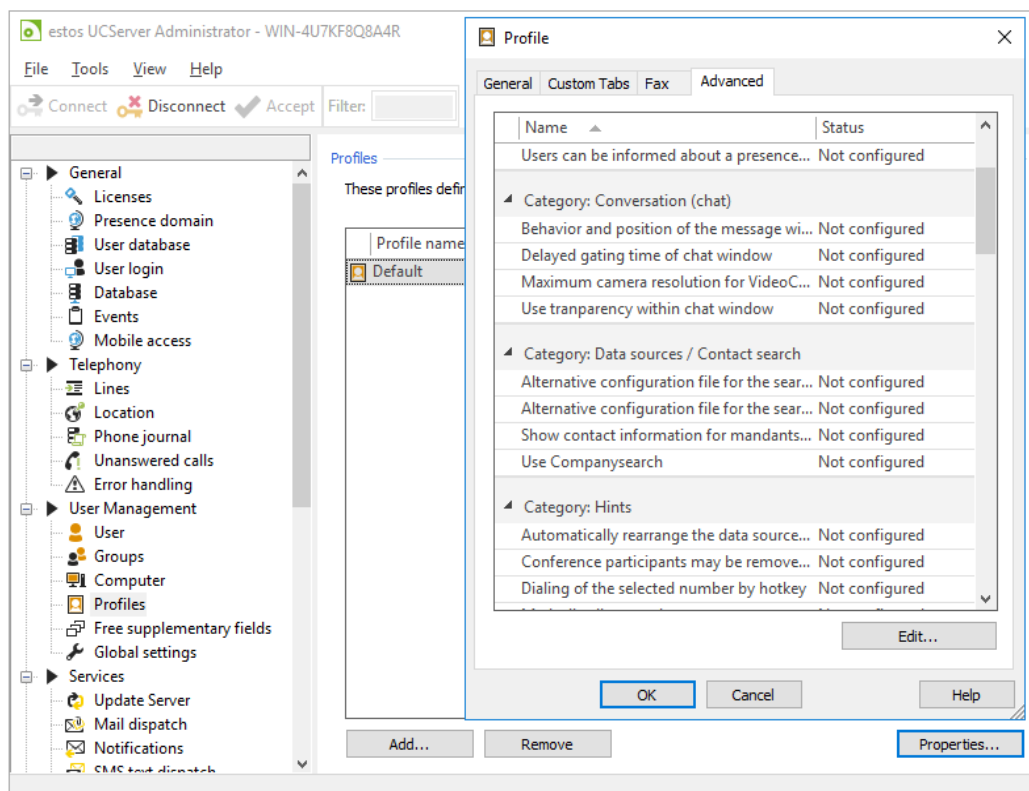 estos UCServer Administrator - WIN-4U7KF8Q8A4R
File Tools View Help
Connect Disconnect Accept Filter:
General
Licenses
Presence domain
User database
User login
Database
Events
Mobile access
Telephony
Lines
Location
Phone journal
Unanswered calls
Error handling
User Management
User
Groups
Computer
Profiles
Free supplementary fields
Global settings
Services
Update Server
Mail dispatch
Notifications
SMS text dispatch
Profiles
These profiles defin
Profile name
Default
Add... Remove Properties...
Profile
General Custom Tabs Fax Advanced
Name Status
Users can be informed about a presence... Not configured
Category: Conversation (chat)
Behavior and position of the message wi... Not configured
Delayed gating time of chat window Not configured
Maximum camera resolution for VideoC... Not configured
Use tranparency within chat window Not configured
Category: Data sources / Contact search
Alternative configuration file for the sear... Not configured
Alternative configuration file for the sear... Not configured
Show contact information for mandants... Not configured
Use Companysearch Not configured
Category: Hints
Automatically rearrange the data source... Not configured
Conference participants may be remove... Not configured
Dialing of the selected number by hotkey Not configured
Edit...
OK Cancel Help